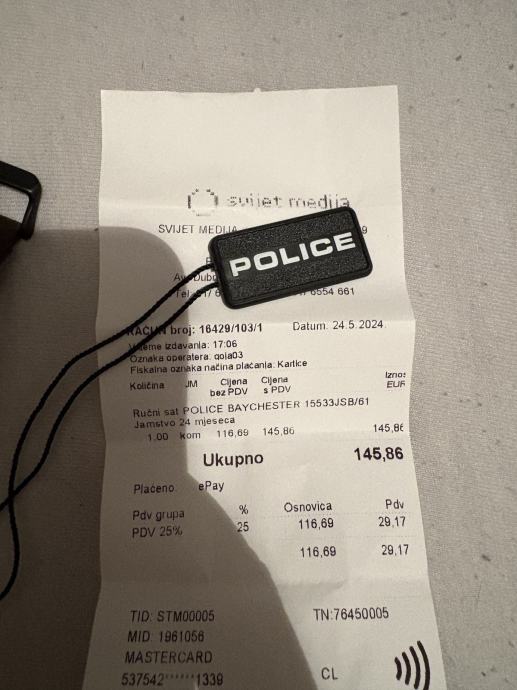 svijet medija
SVIJET MEDIJA
POLICE
6554 661
RAČUN broj: 16429/103/1 Datum: 24.5.2024.
Vrijeme izdavanja: 17:06
Oznaka operatera: goja03
Fiskalna oznaka načina plaćanja: Kartice
Količina JM Cijena Cijena Iznos
bez PDV s PDV EUR
Ručni sat POLICE BAYCHESTER 15533JSB/61
Jamstvo 24 mjeseca
1,00 kom 116,69 145,86 145,86
Ukupno 145,86
Plaćeno: ePay
Pdv grupa % Osnovica Pdv
PDV 25% 25 116,69 29,17
116,69 29,17
TID: STM00005 TN:76450005
MID: 1961056
MASTERCARD
537542******1339 CL